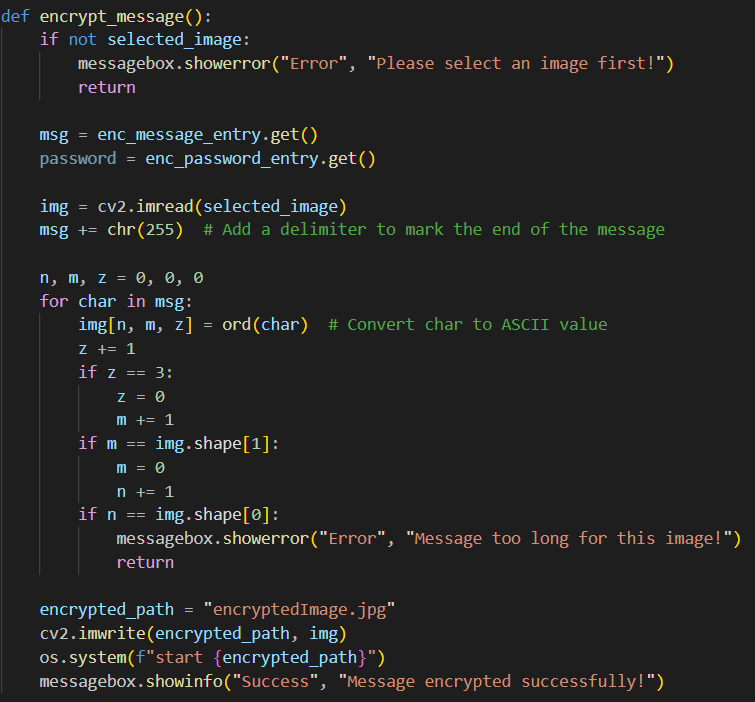 def encrypt_message():
    if not selected_image:
        messagebox.showerror("Error", "Please select an image first!")
        return

    msg = enc_message_entry.get()
    password = enc_password_entry.get()

    img = cv2.imread(selected_image)
    msg += chr(255)  # Add a delimiter to mark the end of the message

    n, m, z = 0, 0, 0
    for char in msg:
        img[n, m, z] = ord(char)  # Convert char to ASCII value
        z += 1
        if z == 3:
            z = 0
            m += 1
        if m == img.shape[1]:
            m = 0
            n += 1
        if n == img.shape[0]:
            messagebox.showerror("Error", "Message too long for this image!")
            return

    encrypted_path = "encryptedImage.jpg"
    cv2.imwrite(encrypted_path, img)
    os.system(f"start {encrypted_path}")
    messagebox.showinfo("Success", "Message encrypted successfully!")